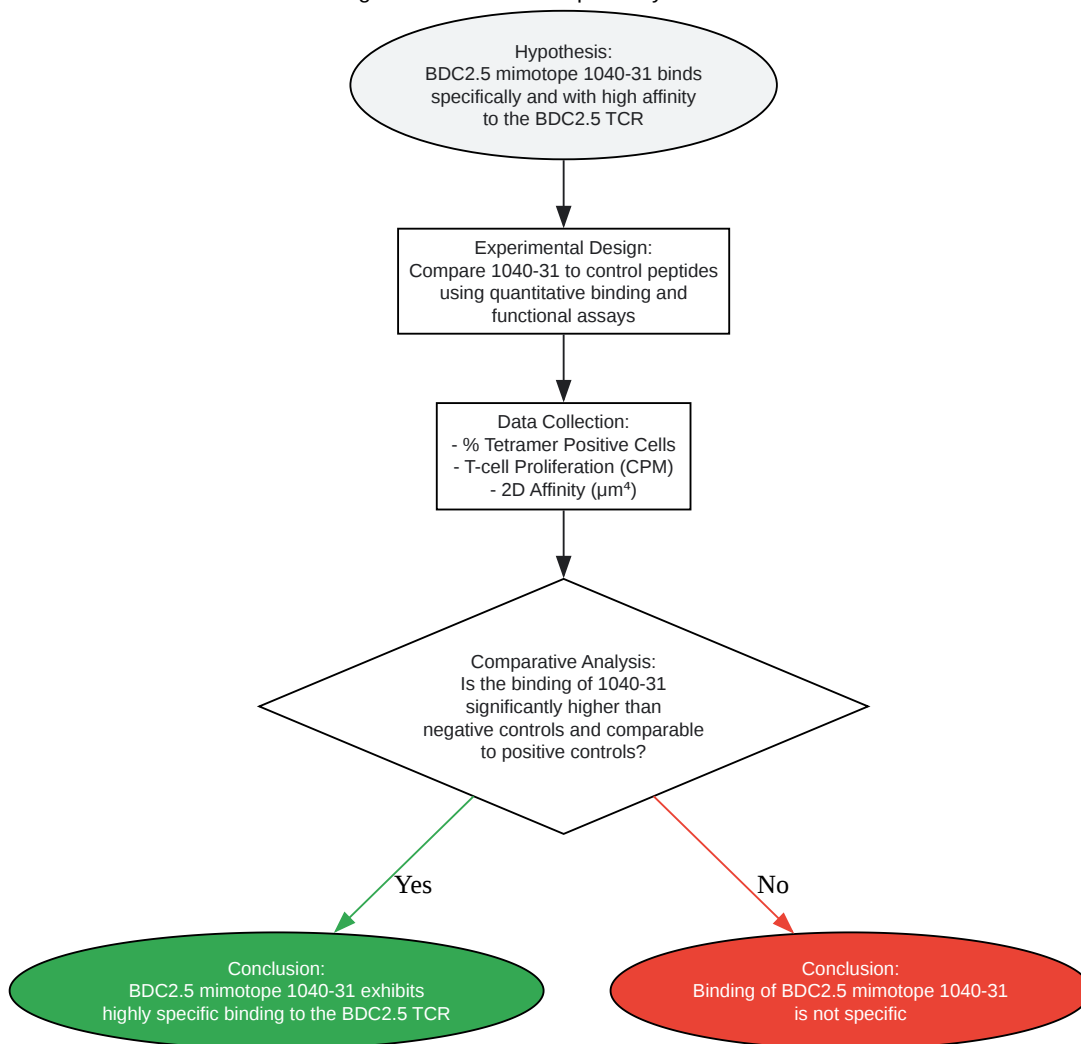 Hypothesis:
BDC2.5 mimotope 1040-31 binds
specifically and with high affinity
to the BDC2.5 TCR
Experimental Design:
Compare 1040-31 to control peptides
using quantitative binding and
functional assays
Data Collection:
- % Tetramer Positive Cells
- T-cell Proliferation (CPM)
- 2D Affinity (μm⁴)
Comparative Analysis:
Is the binding of 1040-31
significantly higher than
negative controls and comparable
to positive controls?
Yes
No
Conclusion:
BDC2.5 mimotope 1040-31 exhibits
highly specific binding to the BDC2.5 TCR
Conclusion:
Binding of BDC2.5 mimotope 1040-31
is not specific